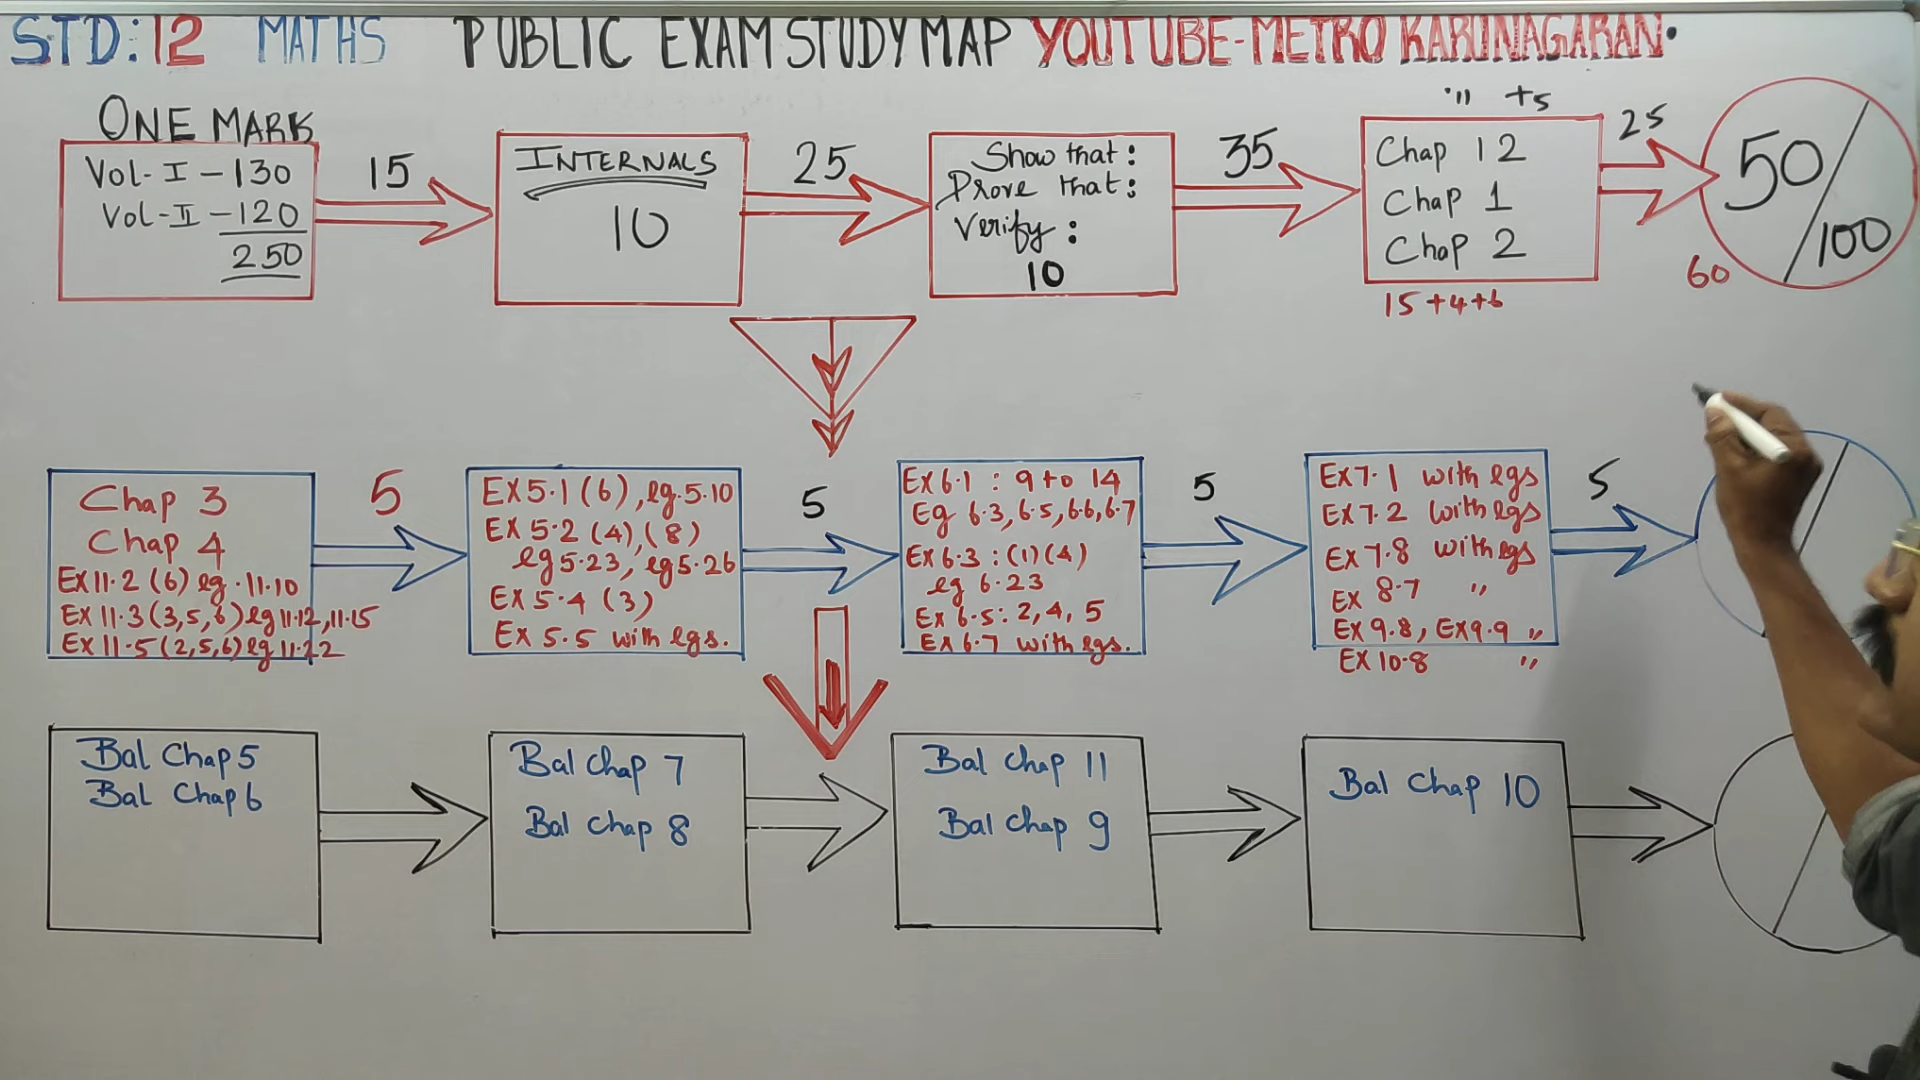 STD: 12 MATHS PUBLIC EXAM STUDY MAP YOUTUBE-METRO KARUNAGARAN.
ONE MARK
Vol-I - 130
Vol-II - 120
250
15
INTERNALS
10
25
Show that:
Prove that:
Verify:
10
35
" +5
Chap 12
Chap 1
Chap 2
15+4+6
25
50/100
60
Chap 3
Chap 4
Ex 11.2 (6) eg. 11.10
Ex 11.3 (3,5,6) eg 11.12, 11.15
Ex 11.5 (2,5,6) eg 11.22
5
EX 5.1 (6), eg.5.10
EX 5.2 (4),(8)
eg 5.23, eg 5.26
EX 5.4 (3)
Ex 5.5 with egs.
5
Ex 6.1 : 9 to 14
Eg 6.3, 6.5, 6.6, 6.7
Ex 6.3 : (1)(4)
eg 6.23
Ex 6.5: 2, 4, 5
Ex 6.7 with egs.
5
Ex 7.1 with egs
Ex 7.2 with egs
Ex 7.8 with egs
Ex 8.7 "
Ex 9.8, Ex 9.9 "
EX 10.8 "
5
Bal Chap 5
Bal Chap 6
Bal Chap 7
Bal Chap 8
Bal Chap 11
Bal Chap 9
Bal Chap 10